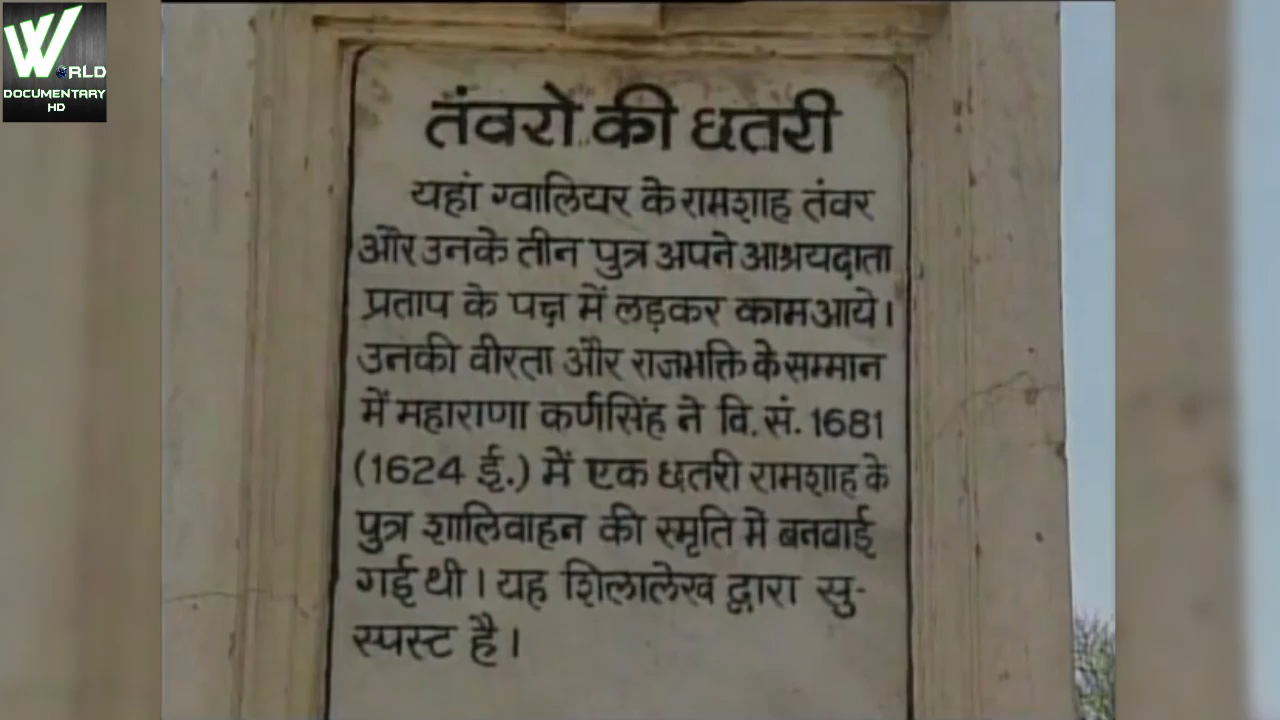 WORLD
DOCUMENTARY
HD
तंवरो की छतरी
यहां ग्वालियर के रामशाह तंवर
और उनके तीन पुत्र अपने आश्रयदाता
प्रताप के पक्ष में लड़कर काम आये।
उनकी वीरता और राजभक्ति के सम्मान
में महाराणा कर्णसिंह ने वि. सं. 1681
(1624 ई.) में एक छतरी रामशाह के
पुत्र शालिवाहन की स्मृति मे बनवाई
गई थी। यह शिलालेख द्वारा सु-
स्पस्ट है।